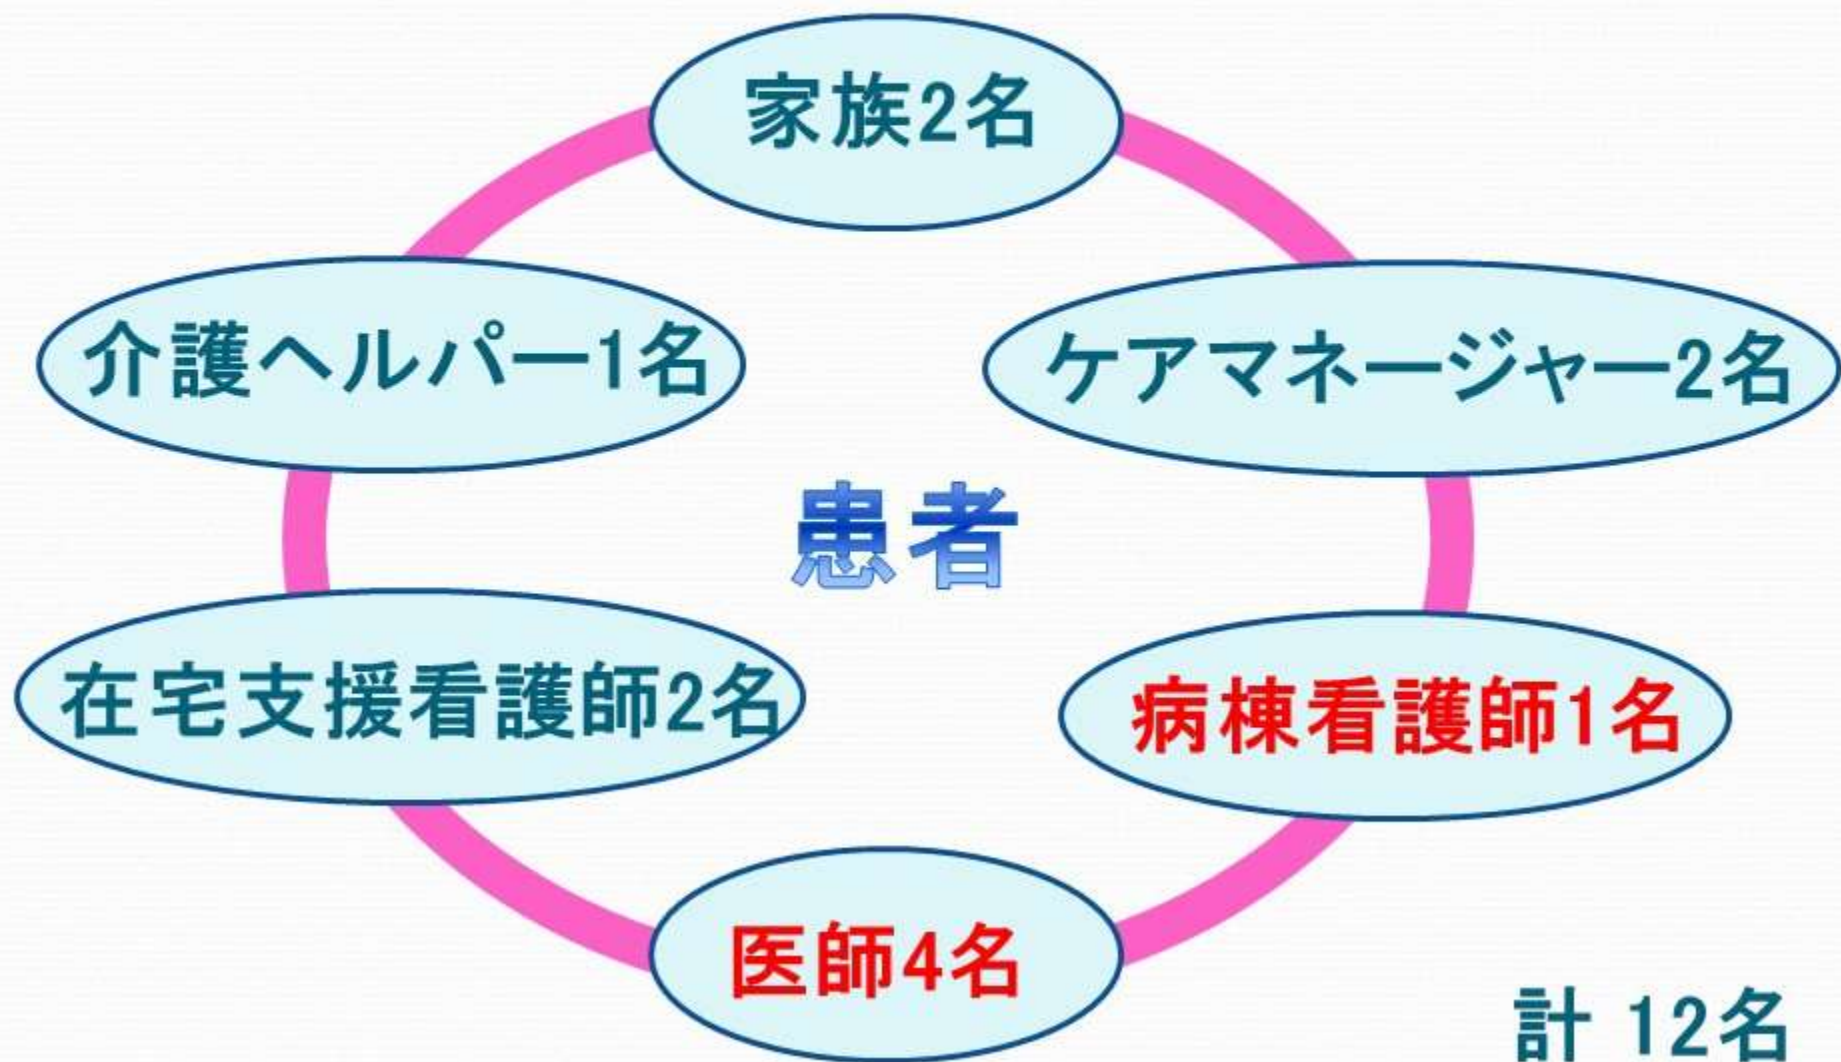 家族2名
介護ヘルパー1名
ケアマネージャー2名
患者
在宅支援看護師2名
病棟看護師1名
医師4名
計 12名